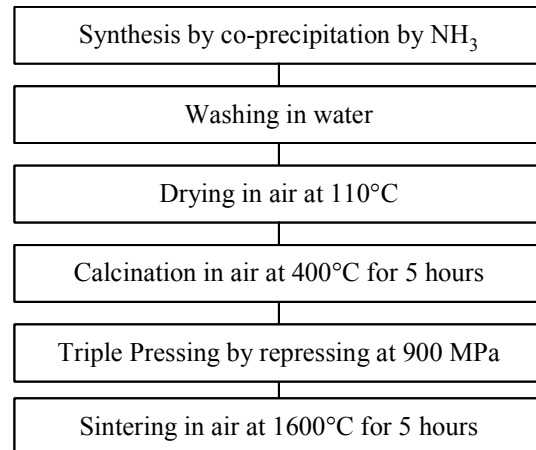 Synthesis by co-precipitation by NH₃
Washing in water
Drying in air at 110°C
Calcination in air at 400°C for 5 hours
Triple Pressing by repressing at 900 MPa
Sintering in air at 1600°C for 5 hours